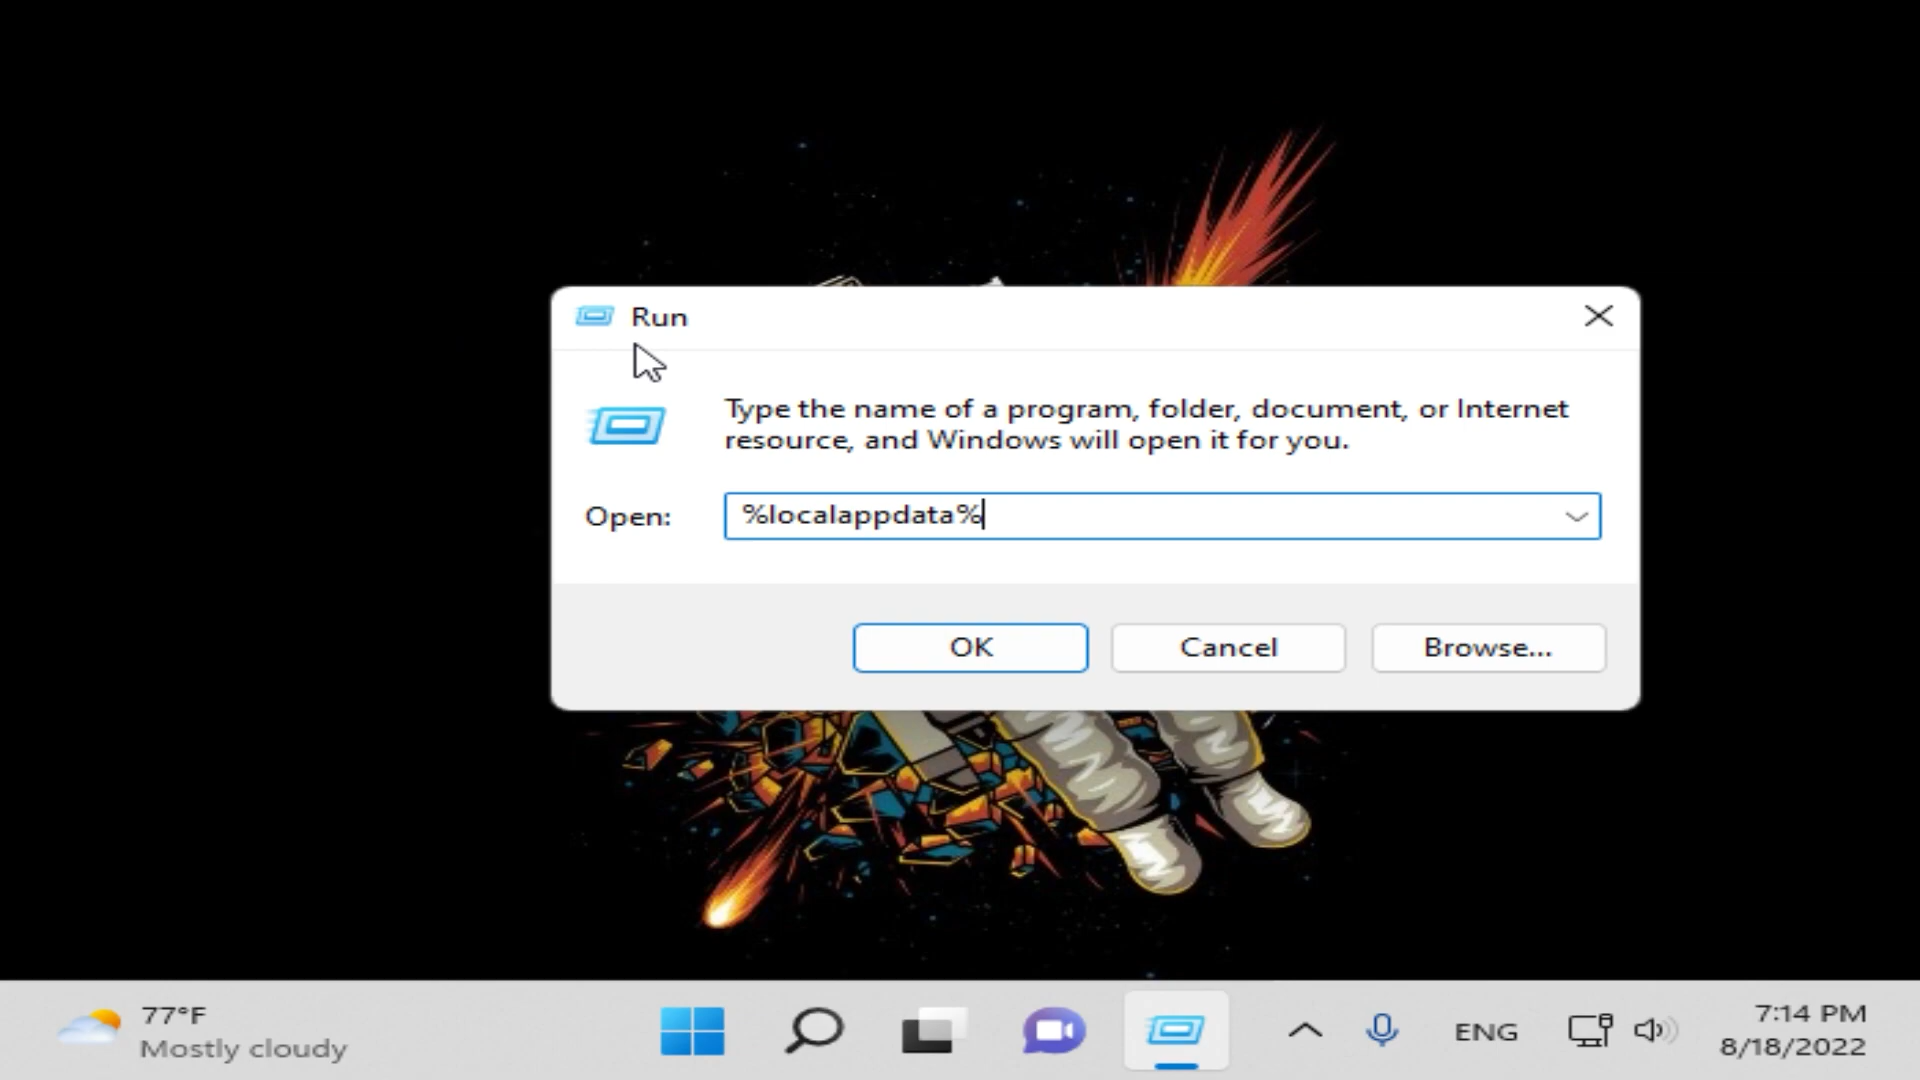 Run
Type the name of a program, folder, document, or Internet
resource, and Windows will open it for you.
Open:
%localappdata%
OK
Cancel
Browse...
77°F
Mostly cloudy
ENG
7:14 PM
8/18/2022